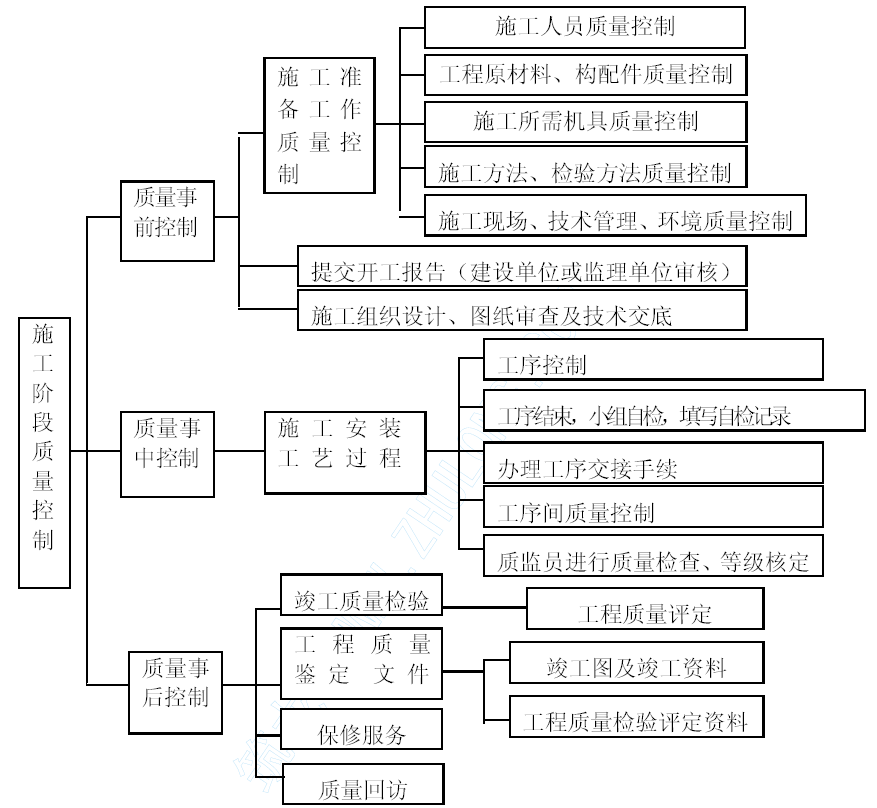 施工人员质量控制
工程原材料、构配件质量控制
施工所需机具质量控制
施工方法、检验方法质量控制
施工现场、技术管理、环境质量控制
施工准
备工作
质量控
制
质量事
前控制
提交开工报告（建设单位或监理单位审核）
施工组织设计、图纸审查及技术交底
施
工
阶
段
质
量
控
制
质量事
中控制
施工安装
工艺过程
工序控制
工序结束，小组自检，填写自检记录
办理工序交接手续
工序间质量控制
质监员进行质量检查、等级核定
质量事
后控制
竣工质量检验
工程质量评定
工程质量
鉴定 文件
竣工图及竣工资料
工程质量检验评定资料
保修服务
质量回访